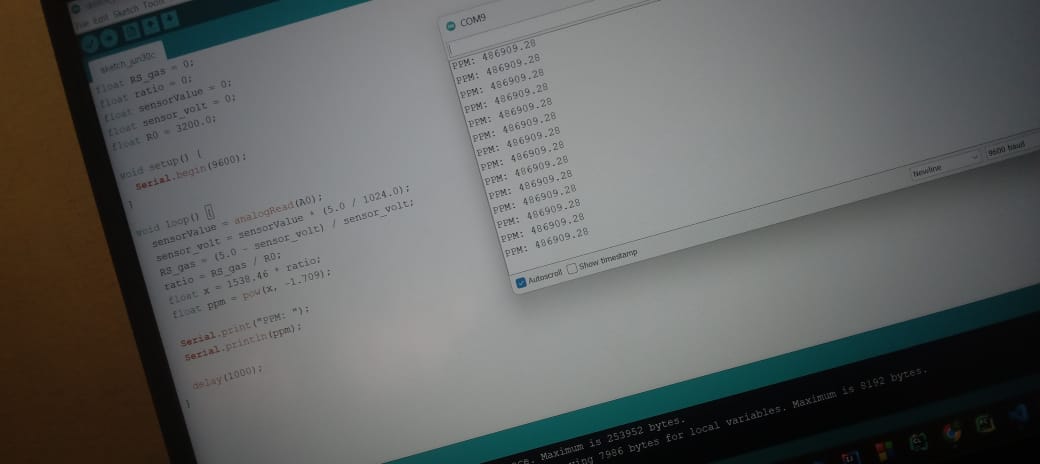 File Edit Sketch Tools
sketch_jun30c
float RS_gas = 0;
float ratio = 0;
float sensorValue = 0;
float sensor_volt = 0;
float R0 = 3200.0;
void setup() {
Serial.begin(9600);
}
void loop() {
sensorValue = analogRead(A0);
sensor_volt = sensorValue * (5.0 / 1024.0);
RS_gas = (5.0 - sensor_volt) / sensor_volt;
ratio = RS_gas / R0;
float x = 1538.46 * ratio;
float ppm = pow(x, -1.709);
Serial.print("PPM: ");
Serial.println(ppm);
delay(1000);
}
COM9
PPM: 486909.28
PPM: 486909.28
PPM: 486909.28
PPM: 486909.28
PPM: 486909.28
PPM: 486909.28
PPM: 486909.28
PPM: 486909.28
PPM: 486909.28
PPM: 486909.28
PPM: 486909.28
PPM: 486909.28
PPM: 486909.28
PPM: 486909.28
Autoscroll Show timestamp
Newline
9600 baud
Maximum is 253952 bytes.
7986 bytes for local variables. Maximum is 8192 bytes.